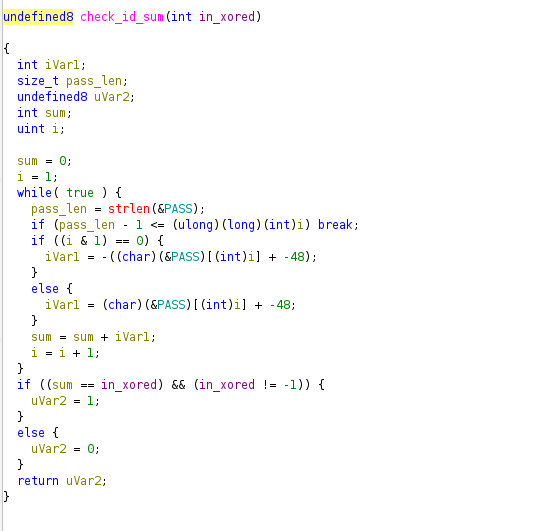 undefined8 check_id_sum(int in_xored)
{
int iVar1;
size_t pass_len;
undefined8 uVar2;
int sum;
uint i;
sum = 0;
i = 1;
while( true ) {
pass_len = strlen(&PASS);
if (pass_len - 1 <= (ulong)(long)(int)i) break;
if ((i & 1) == 0) {
iVar1 = -((char)(&PASS)[(int)i] + -48);
}
else {
iVar1 = (char)(&PASS)[(int)i] + -48;
}
sum = sum + iVar1;
i = i + 1;
}
if ((sum == in_xored) && (in_xored != -1)) {
uVar2 = 1;
}
else {
uVar2 = 0;
}
return uVar2;
}